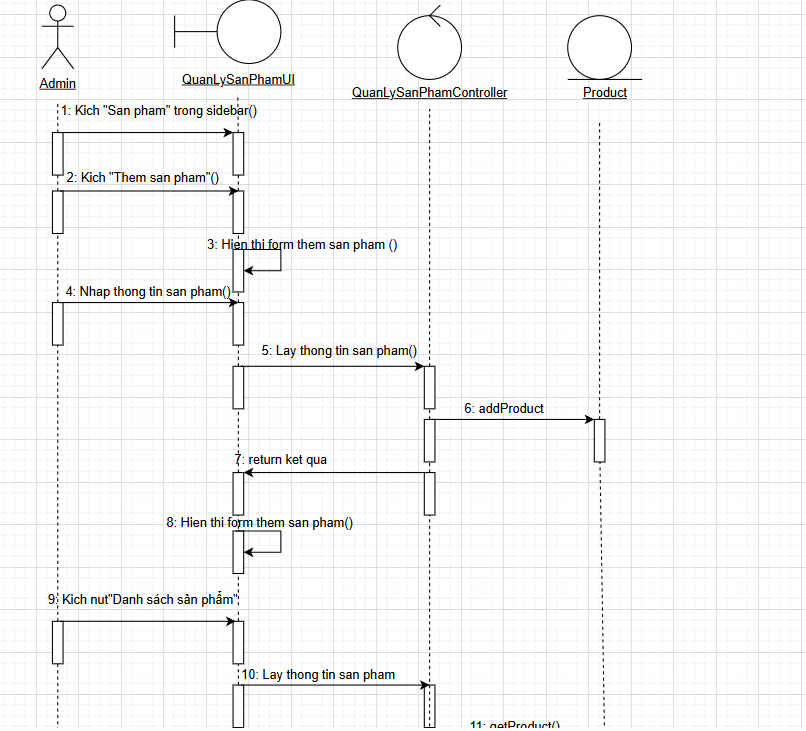 Admin
QuanLySanPhamUI
QuanLySanPhamController
Product
1: Kich "San pham" trong sidebar()
2: Kich "Them san pham"()
3: Hien thi form them san pham ()
4: Nhap thong tin san pham()
5: Lay thong tin san pham()
6: addProduct
7: return ket qua
8: Hien thi form them san pham()
9: Kich nut"Danh sách sản phẩm"
10: Lay thong tin san pham
11: getProduct()